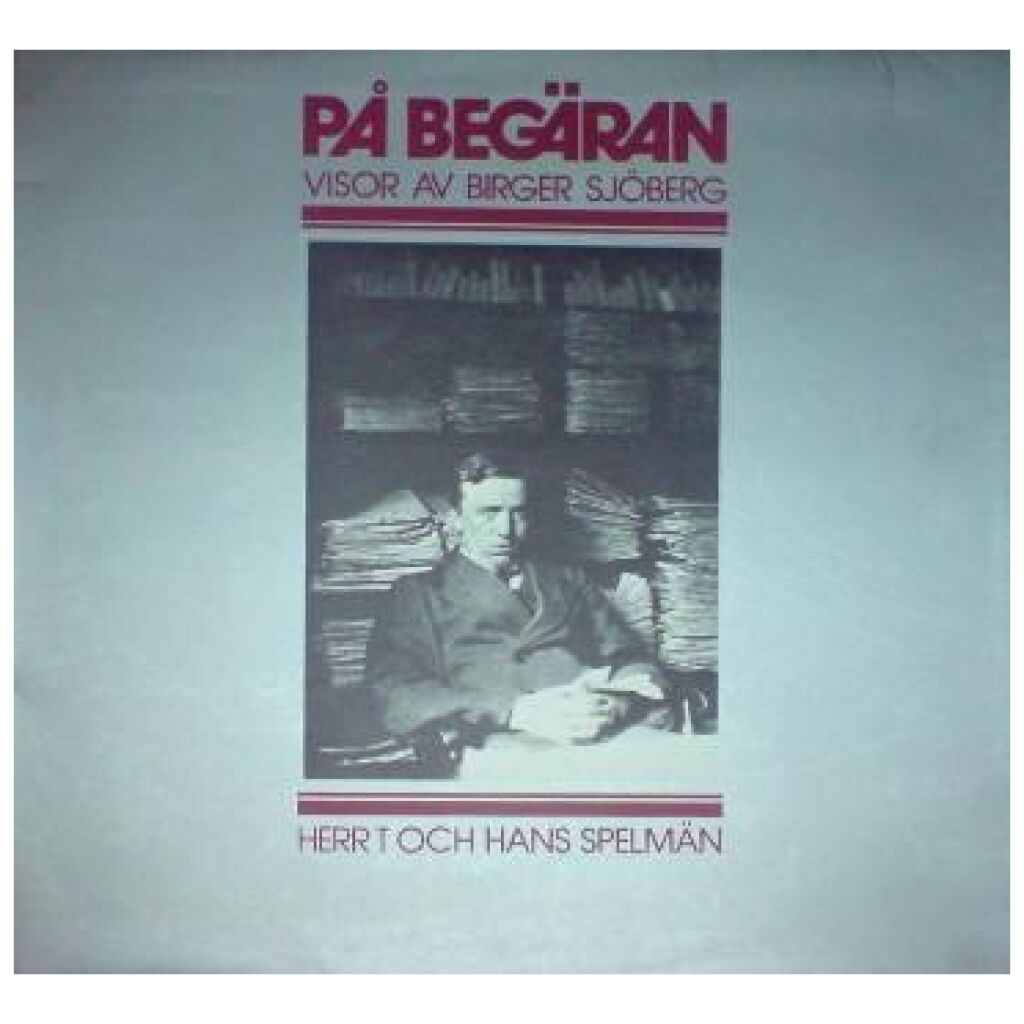 PÅ BEGÄRAN
VISOR AV BIRGER SJÖBERG
HERR T OCH HANS SPELMÄN